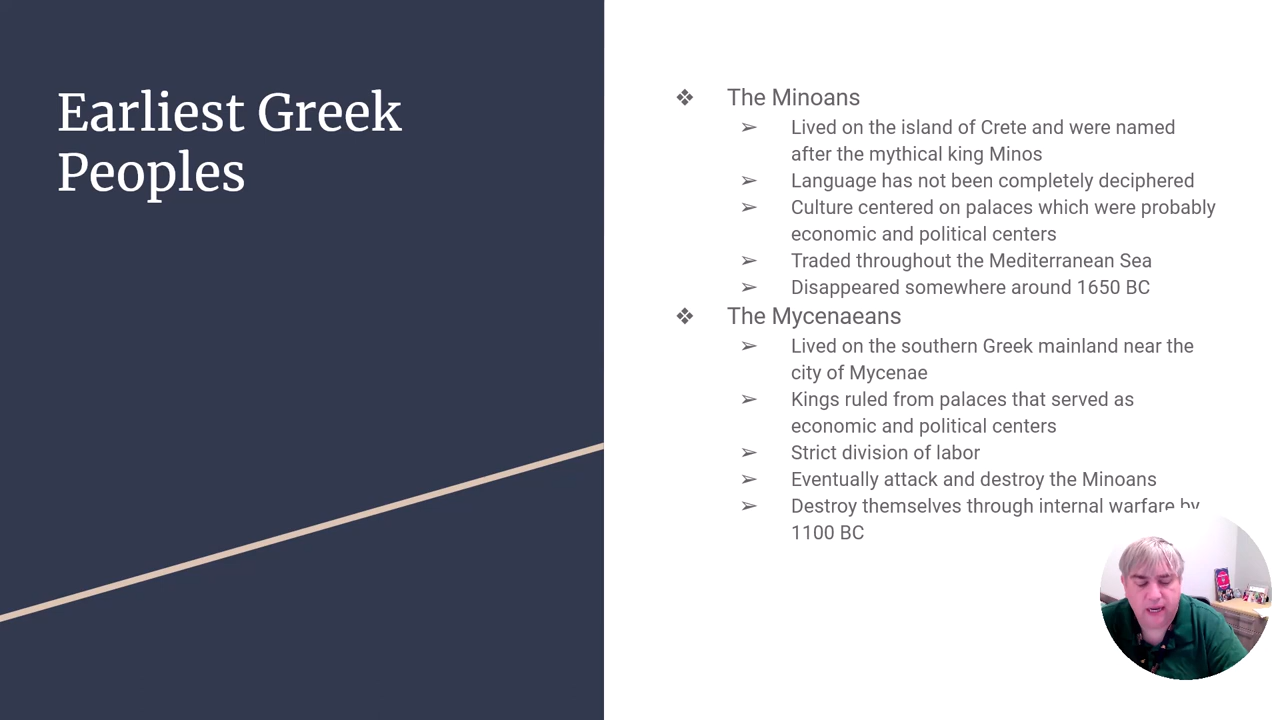 Earliest Greek
Peoples
❖ The Minoans
➢ Lived on the island of Crete and were named
after the mythical king Minos
➢ Language has not been completely deciphered
➢ Culture centered on palaces which were probably
economic and political centers
➢ Traded throughout the Mediterranean Sea
➢ Disappeared somewhere around 1650 BC
❖ The Mycenaeans
➢ Lived on the southern Greek mainland near the
city of Mycenae
➢ Kings ruled from palaces that served as
economic and political centers
➢ Strict division of labor
➢ Eventually attack and destroy the Minoans
➢ Destroy themselves through internal warfare by
1100 BC